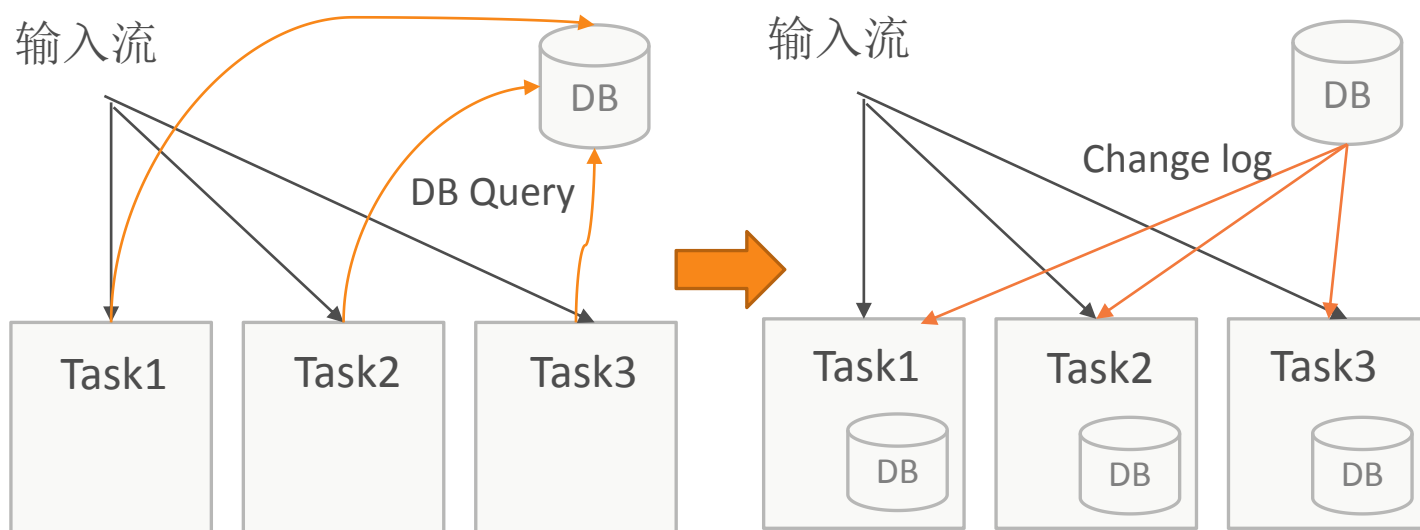 输入流
DB
DB Query
Task1
Task2
Task3
输入流
DB
Change log
Task1
Task2
Task3
DB
DB
DB